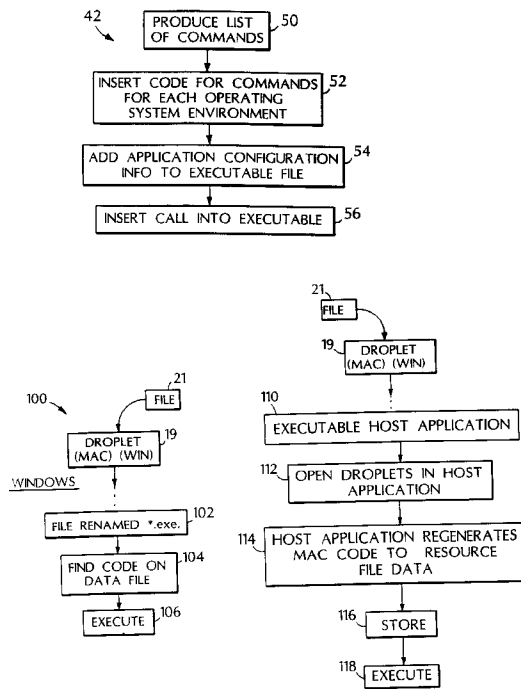 42
PRODUCE LIST
OF COMMANDS
50
INSERT CODE FOR COMMANDS
FOR EACH OPERATING
SYSTEM ENVIRONMENT
52
ADD APPLICATION CONFIGURATION
INFO TO EXECUTABLE FILE
54
INSERT CALL INTO EXECUTABLE
56
100
21
FILE
DROPLET
(MAC) (WIN)
19
WINDOWS
FILE RENAMED *.exe.
102
FIND CODE ON
DATA FILE
104
EXECUTE
106
21
FILE
19
DROPLET
(MAC) (WIN)
110
EXECUTABLE HOST APPLICATION
112
OPEN DROPLETS IN HOST
APPLICATION
114
HOST APPLICATION REGENERATES
MAC CODE TO RESOURCE
FILE DATA
116
STORE
118
EXECUTE